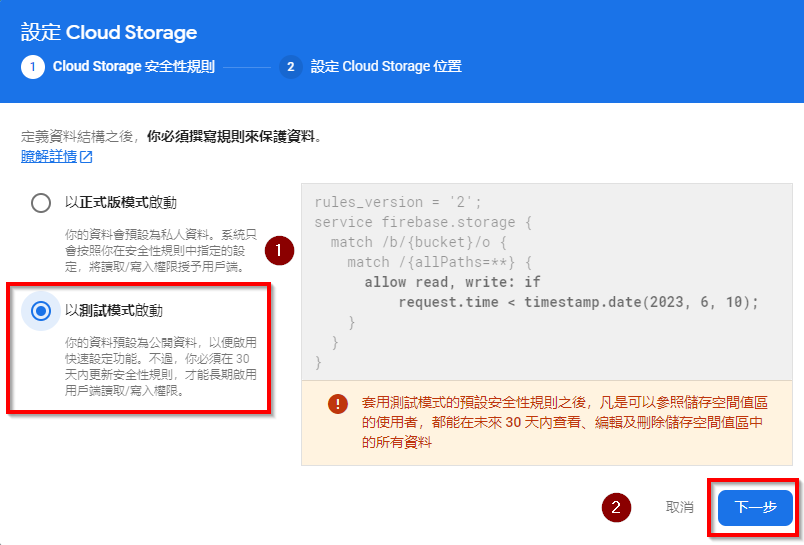 設定 Cloud Storage
1 Cloud Storage 安全性規則 2 設定 Cloud Storage 位置
定義資料結構之後，你必須撰寫規則來保護資料。
瞭解詳情
以正式版模式啟動
你的資料會預設為私人資料。系統只
會按照你在安全性規則中指定的設
定，將讀取/寫入權限授予用戶端。
1
以測試模式啟動
你的資料預設為公開資料，以便啟用
快速設定功能。不過，你必須在 30
天內更新安全性規則，才能長期啟用
用戶端讀取/寫入權限。
rules_version = '2';
service firebase.storage {
match /b/{bucket}/o {
match /{allPaths=**} {
allow read, write: if
request.time < timestamp.date(2023, 6, 10);
}
}
}
套用測試模式的預設安全性規則之後，凡是可以參照儲存空間值區
的使用者，都能在未來 30 天內查看、編輯及刪除儲存空間值區中
的所有資料
2 取消 下一步